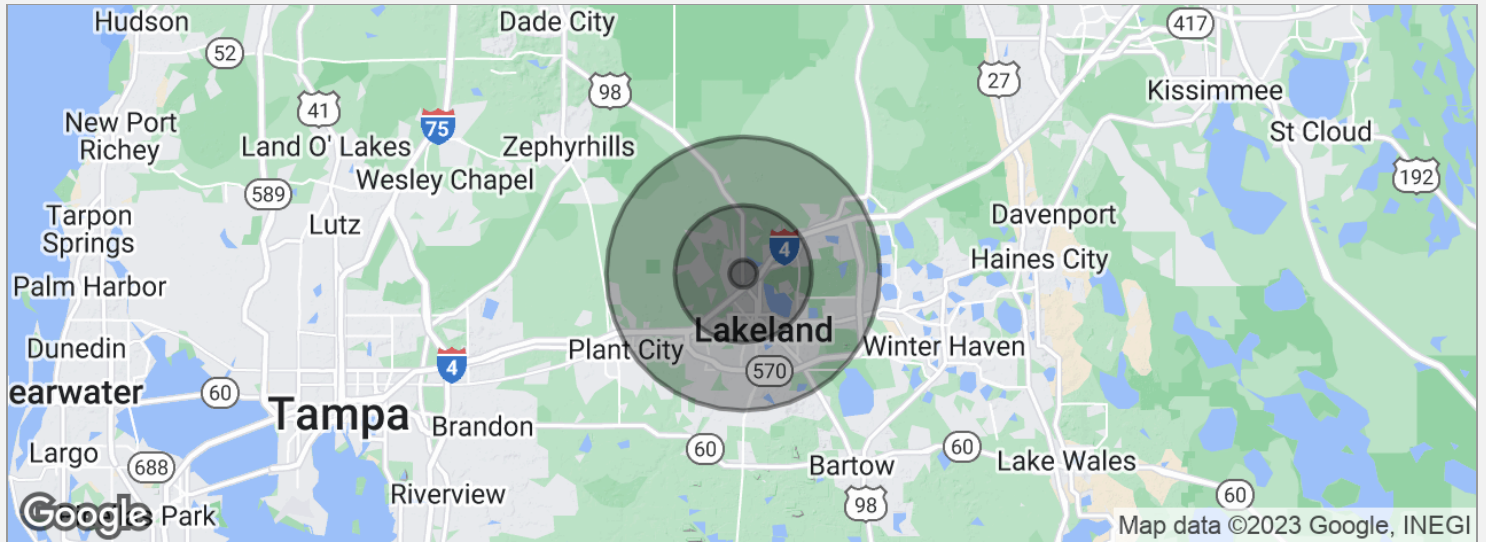 Hudson
Dade City
417
52
27
98
41
Kissimmee
New Port
Richey
75
St Cloud
Land O' Lakes
Zephyrhills
Wesley Chapel
192
589
Tarpon
Springs
Lutz
Davenport
4
Haines City
Palm Harbor
Lakeland
Dunedin
Plant City
Winter Haven
4
570
earwater
60
Tampa
Brandon
60
60
Largo
688
Bartow
Lake Wales
Riverview
98
60
Google
Park
Map data ©2023 Google, INEGI